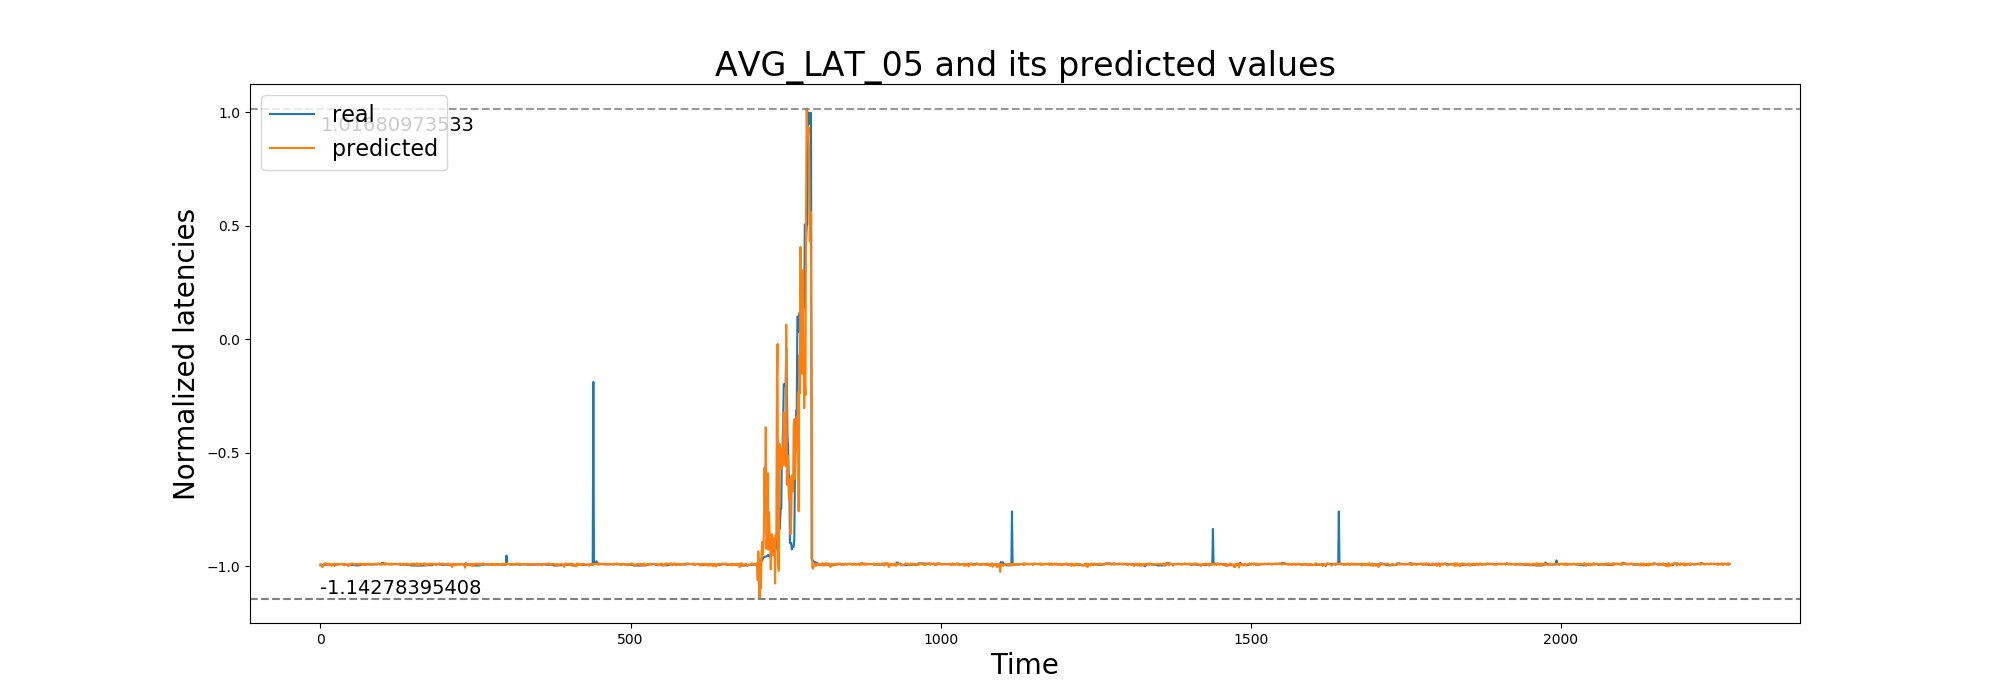 AVG_LAT_05 and its predicted values
Normalized latencies
1.0
0.5
0.0
−0.5
−1.0
real
1.01680973533
predicted
-1.14278395408
0
500
1000
1500
2000
Time